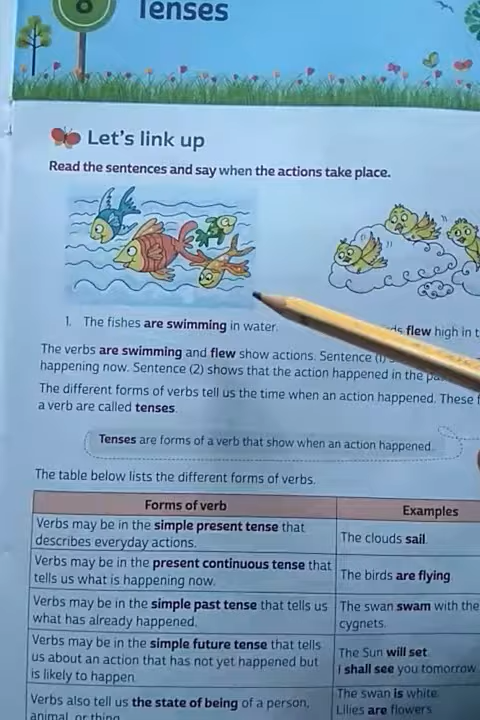 8 Tenses
Let's link up
Read the sentences and say when the actions take place.
1. The fishes are swimming in water.
flew high in
The verbs are swimming and flew show actions. Sentence (1)
happening now. Sentence (2) shows that the action happened in the
The different forms of verbs tell us the time when an action happened. These
a verb are called tenses.
Tenses are forms of a verb that show when an action happened.
The table below lists the different forms of verbs.
Forms of verb
Examples
Verbs may be in the simple present tense that
describes everyday actions.
The clouds sail.
Verbs may be in the present continuous tense that
tells us what is happening now.
The birds are flying
Verbs may be in the simple past tense that tells us
what has already happened.
The swan swam with the
cygnets.
Verbs may be in the simple future tense that tells
us about an action that has not yet happened but
is likely to happen
The Sun will set.
I shall see you tomorrow.
Verbs also tell us the state of being of a person,
animal, or thing
The swan is white.
Lilies are flowers